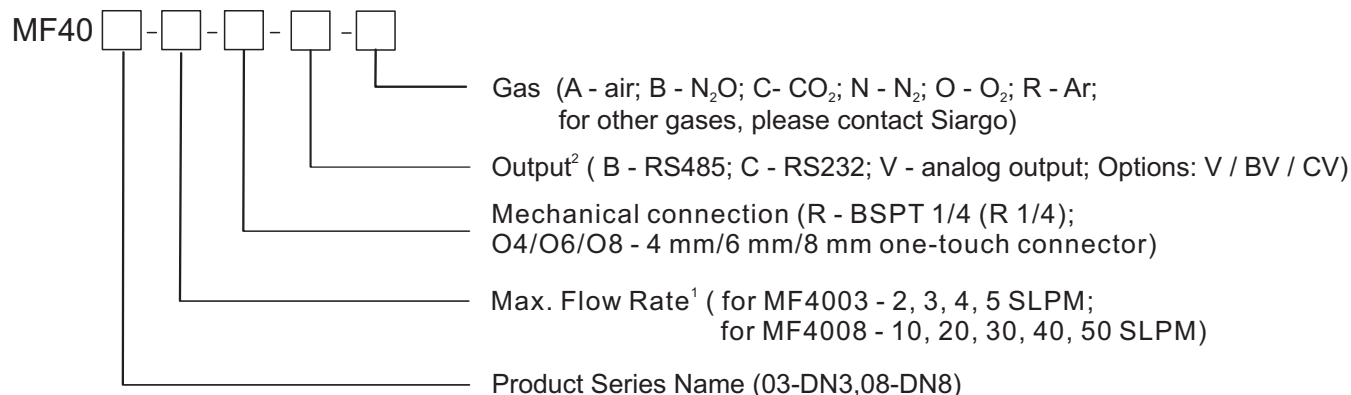 MF40 - - - -
Gas (A - air; B - N₂O; C- CO₂; N - N₂; O - O₂; R - Ar;
for other gases, please contact Siargo)
Output² ( B - RS485; C - RS232; V - analog output; Options: V / BV / CV)
Mechanical connection (R - BSPT 1/4 (R 1/4);
O4/O6/O8 - 4 mm/6 mm/8 mm one-touch connector)
Max. Flow Rate¹ ( for MF4003 - 2, 3, 4, 5 SLPM;
for MF4008 - 10, 20, 30, 40, 50 SLPM)
Product Series Name (03-DN3,08-DN8)